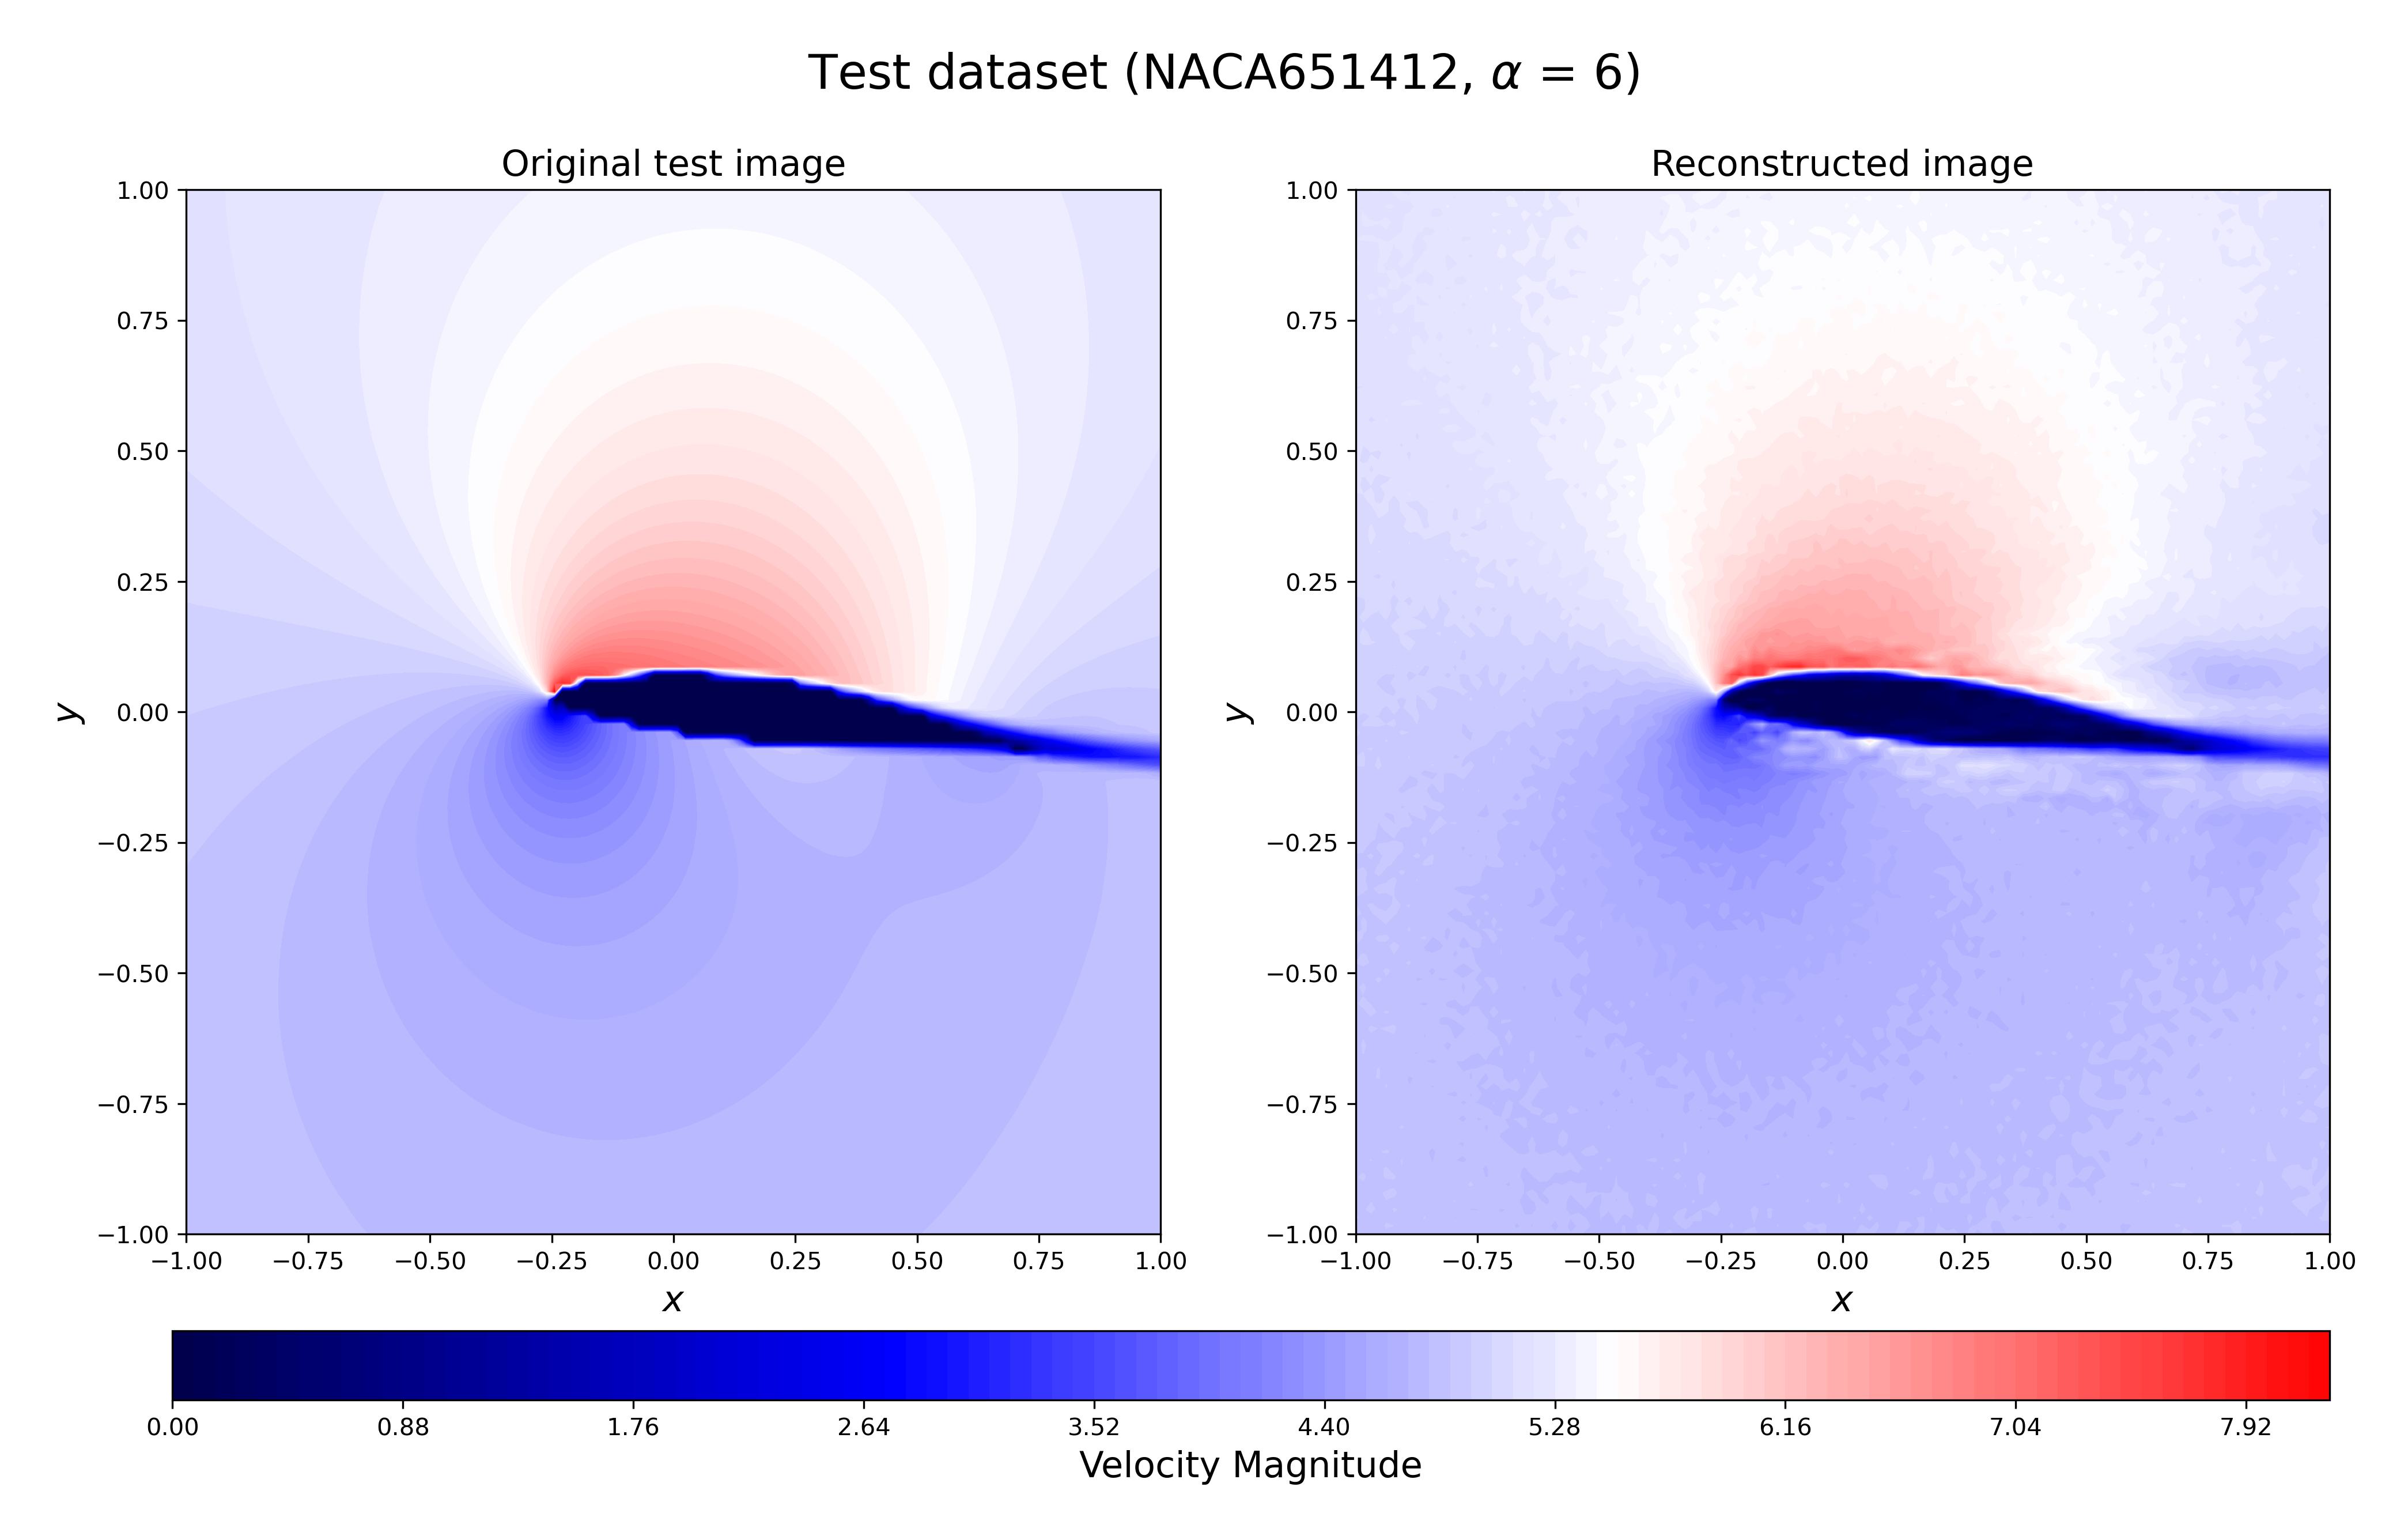 Test dataset (NACA651412, α = 6)
Original test image
Reconstructed image
1.00
0.75
0.50
0.25
0.00
−0.25
−0.50
−0.75
−1.00
y
−1.00 −0.75 −0.50 −0.25 0.00 0.25 0.50 0.75 1.00
x
1.00
0.75
0.50
0.25
0.00
−0.25
−0.50
−0.75
−1.00
y
−1.00 −0.75 −0.50 −0.25 0.00 0.25 0.50 0.75 1.00
x
0.00 0.88 1.76 2.64 3.52 4.40 5.28 6.16 7.04 7.92
Velocity Magnitude